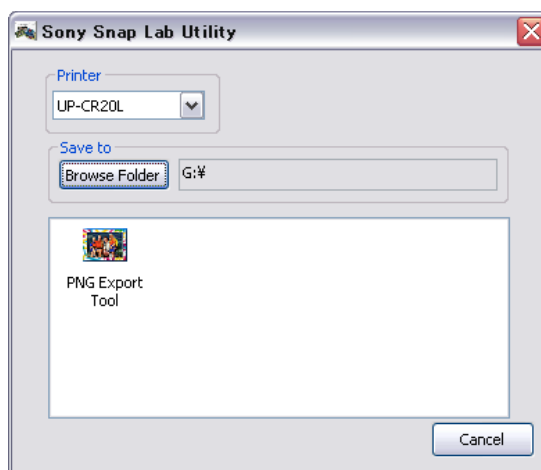 Sony Snap Lab Utility
Printer
UP-CR20L
Save to
Browse Folder
G:¥
PNG Export
Tool
Cancel